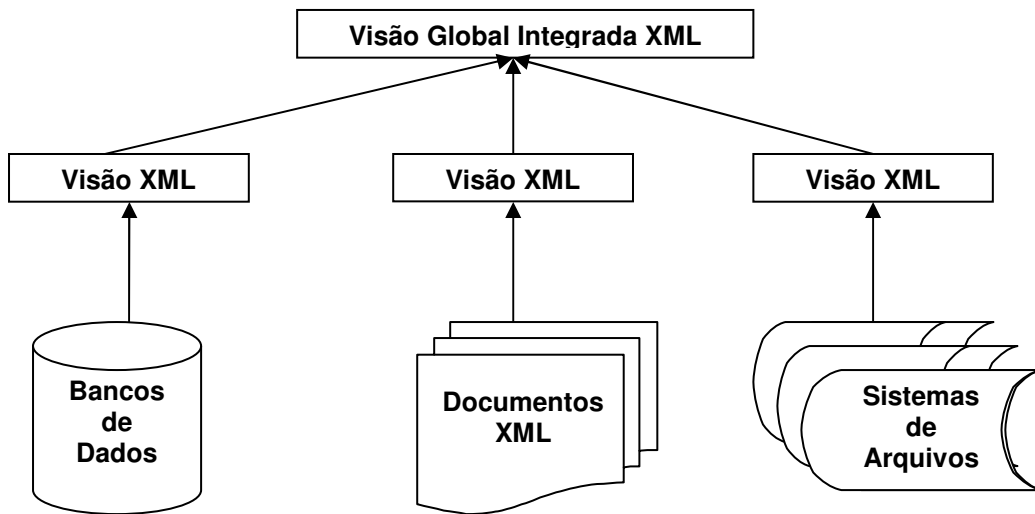 Visão Global Integrada XML
Visão XML
Visão XML
Visão XML
Bancos
de
Dados
Documentos
XML
Sistemas
de
Arquivos